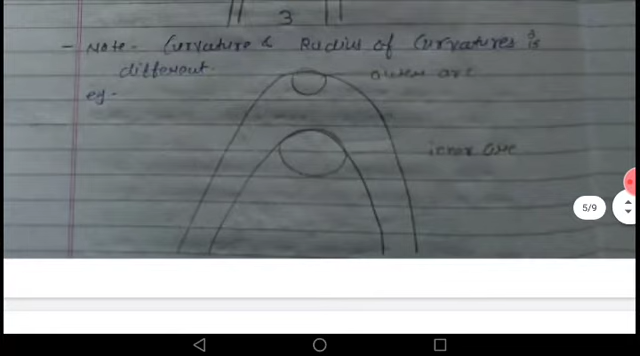 3
- Note - Curvature & Radius of Curvatures is
different.
outer arc
eg -
inner arc
5/9